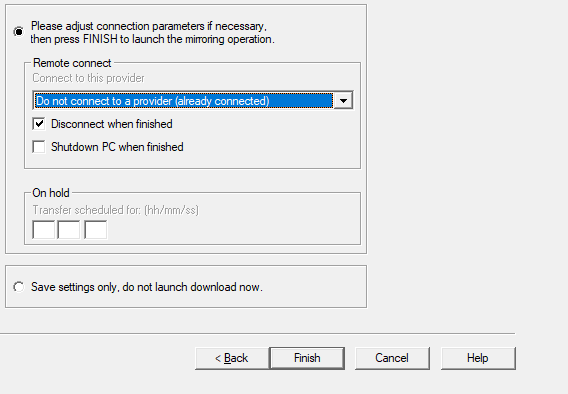 Please adjust connection parameters if necessary,
then press FINISH to launch the mirroring operation.
Remote connect
Connect to this provider
Do not connect to a provider (already connected)
Disconnect when finished
Shutdown PC when finished
On hold
Transfer scheduled for: (hh/mm/ss)
Save settings only, do not launch download now.
< Back
Finish
Cancel
Help